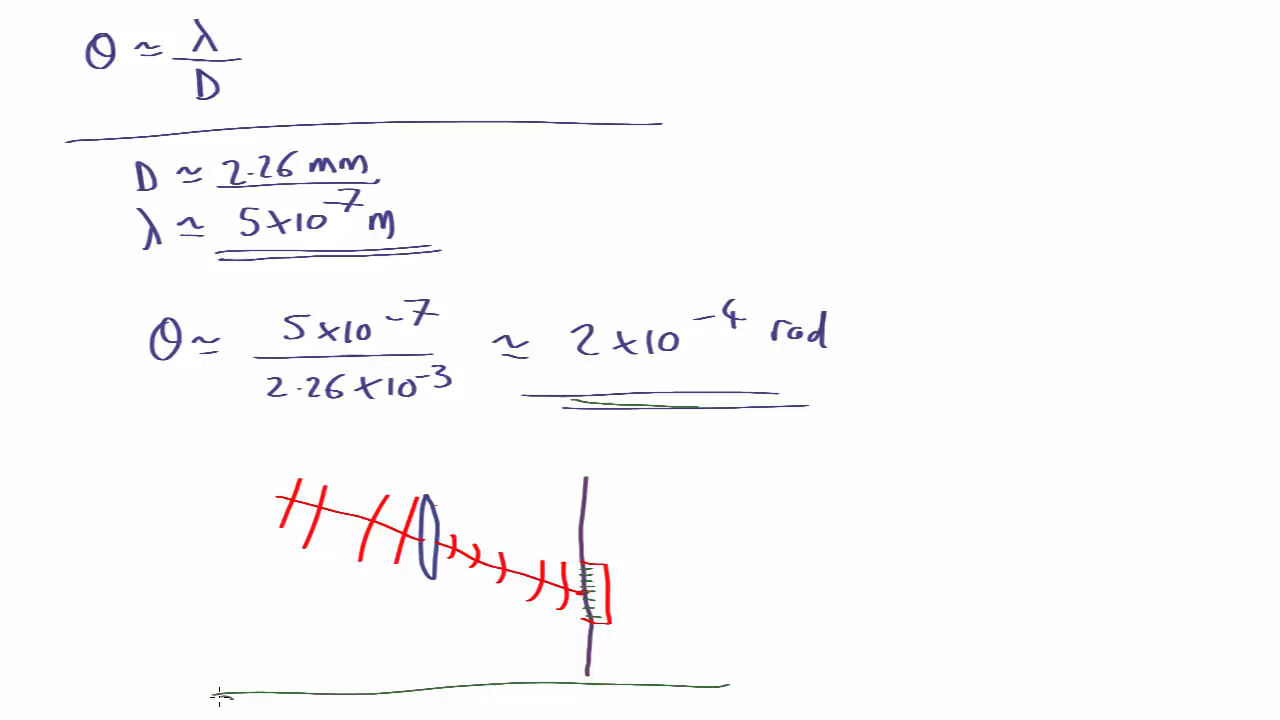 θ ≃ λ / D
D ≃ 2.26 mm
λ ≃ 5×10⁻⁷ m
θ ≃ 5×10⁻⁷ / 2.26×10⁻³ ≃ 2×10⁻⁴ rad